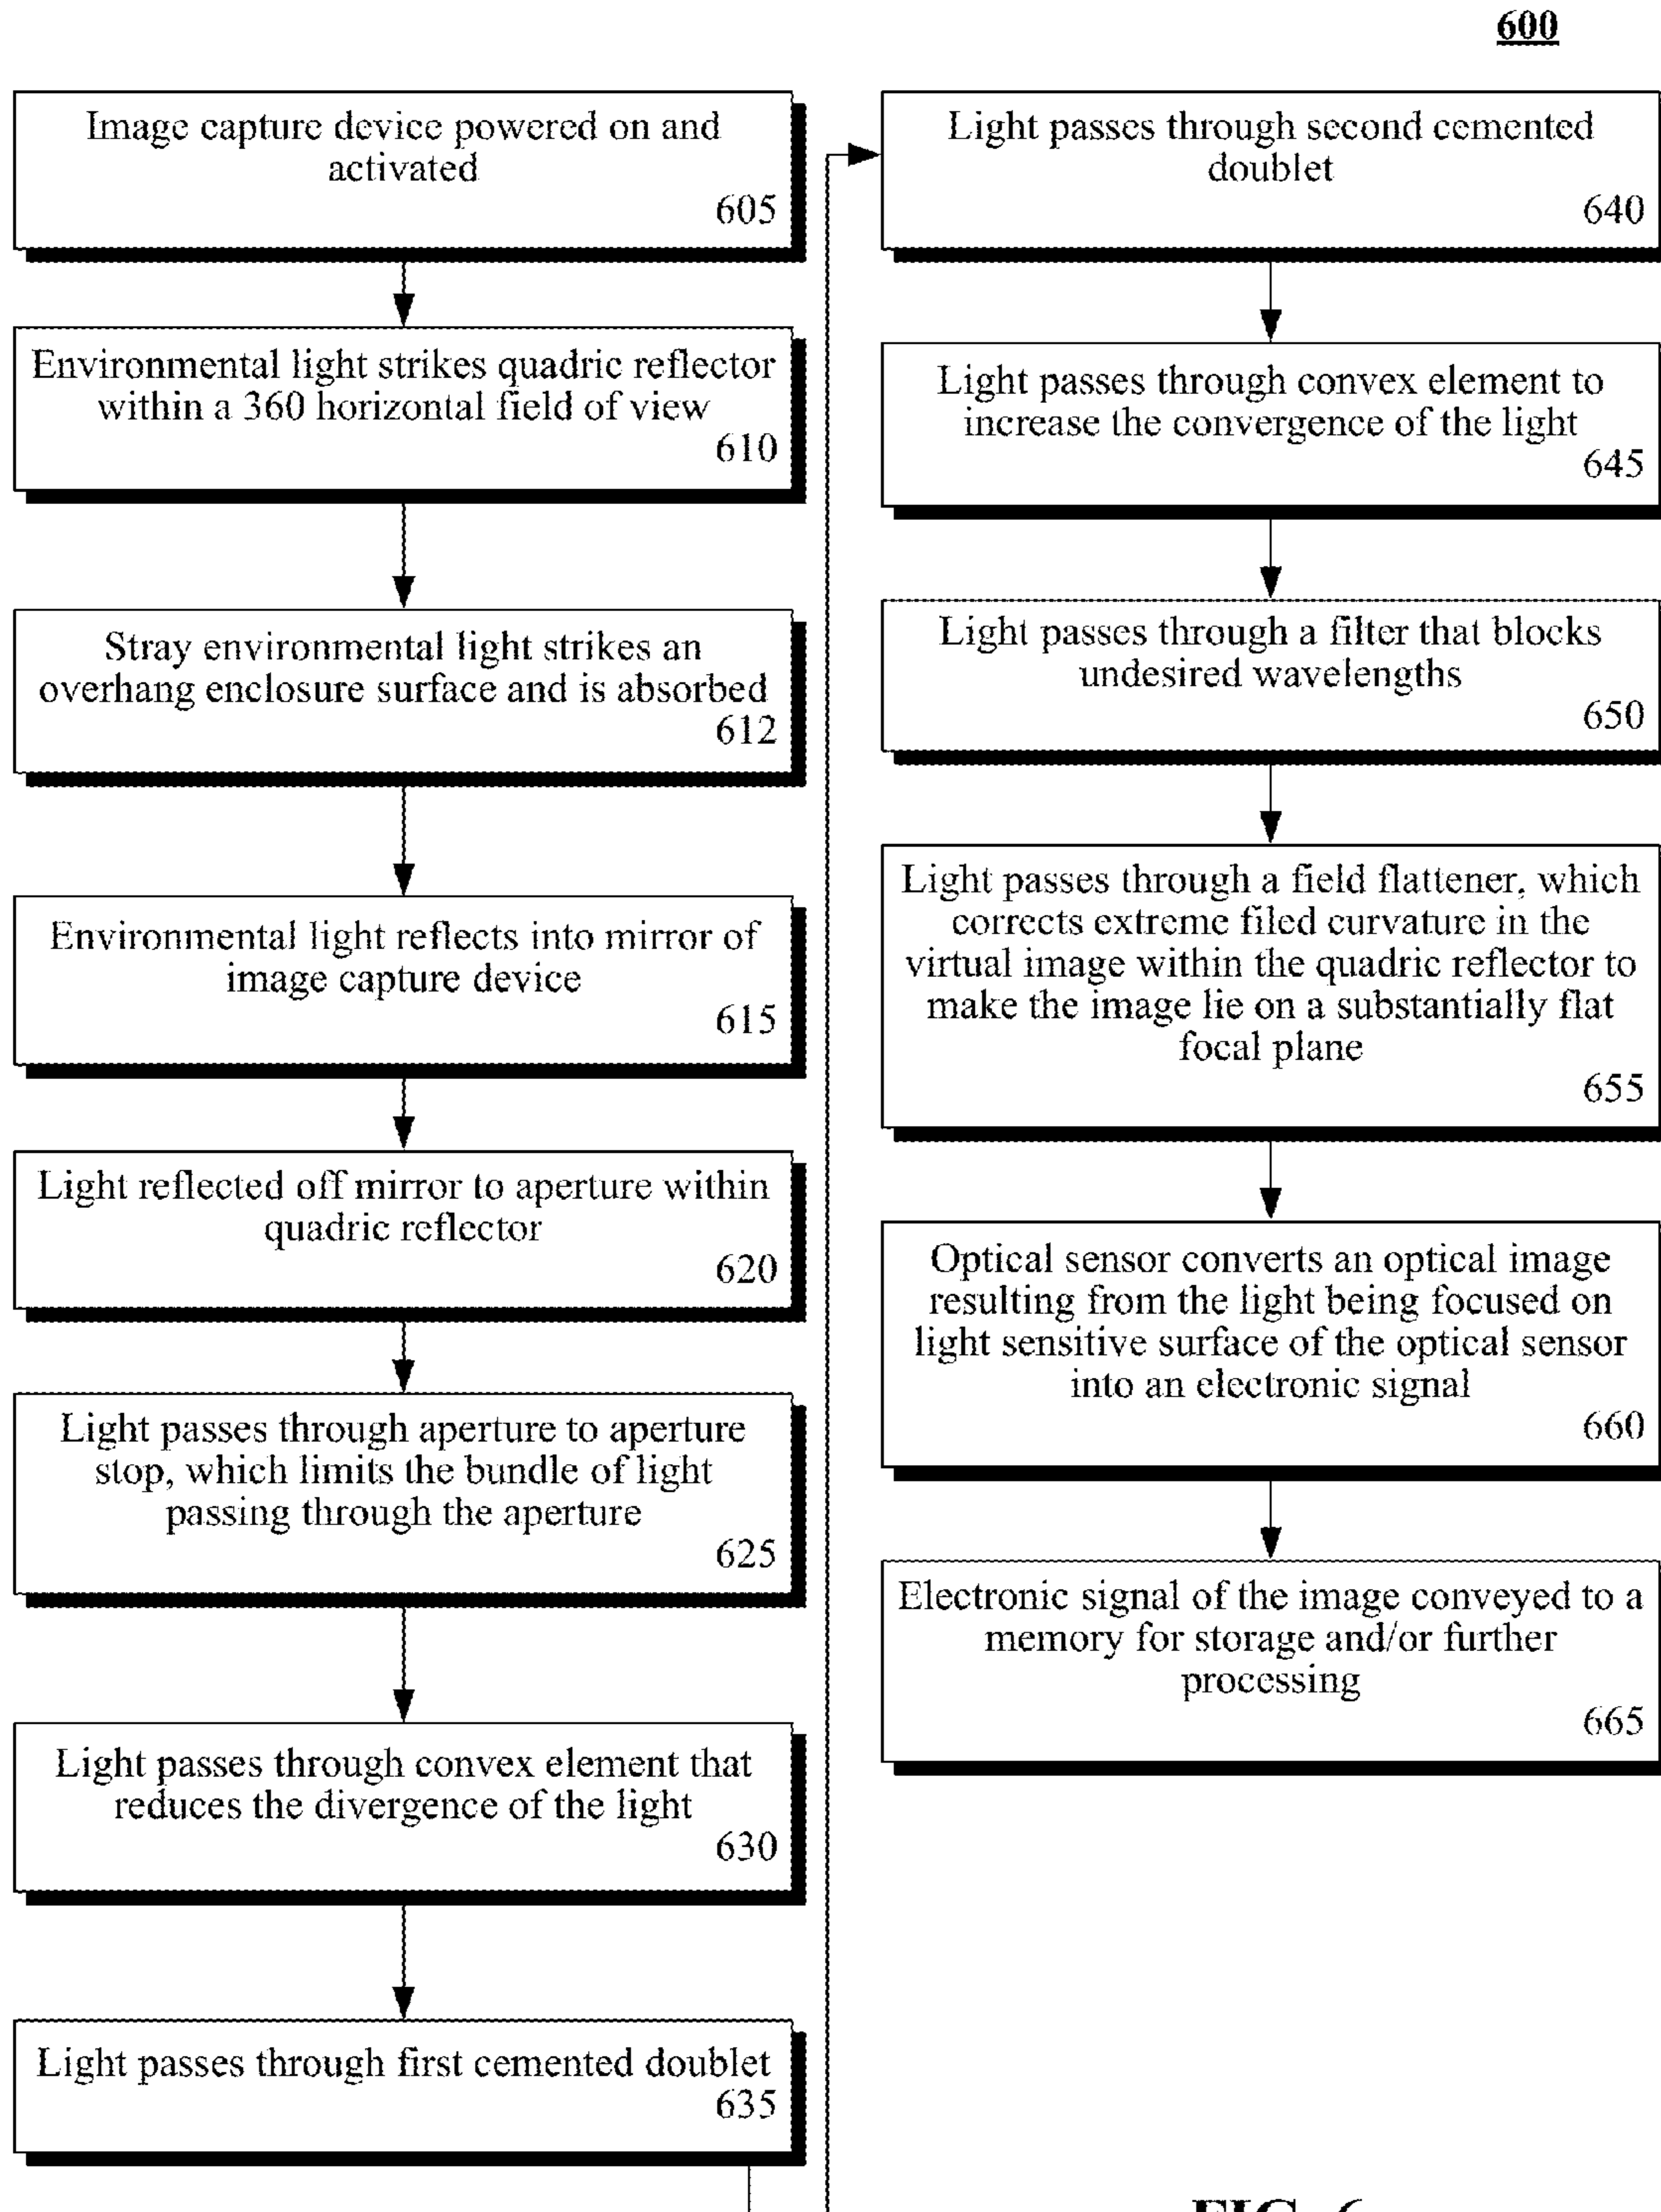 600
Image capture device powered on and
activated
605
Environmental light strikes quadric reflector
within a 360 horizontal field of view
610
Stray environmental light strikes an
overhang enclosure surface and is absorbed
612
Environmental light reflects into mirror of
image capture device
615
Light reflected off mirror to aperture within
quadric reflector
620
Light passes through aperture to aperture
stop, which limits the bundle of light
passing through the aperture
625
Light passes through convex element that
reduces the divergence of the light
630
Light passes through first cemented doublet
635
Light passes through second cemented
doublet
640
Light passes through convex element to
increase the convergence of the light
645
Light passes through a filter that blocks
undesired wavelengths
650
Light passes through a field flattener, which
corrects extreme filed curvature in the
virtual image within the quadric reflector to
make the image lie on a substantially flat
focal plane
655
Optical sensor converts an optical image
resulting from the light being focused on
light sensitive surface of the optical sensor
into an electronic signal
660
Electronic signal of the image conveyed to a
memory for storage and/or further
processing
665
FIG. 6